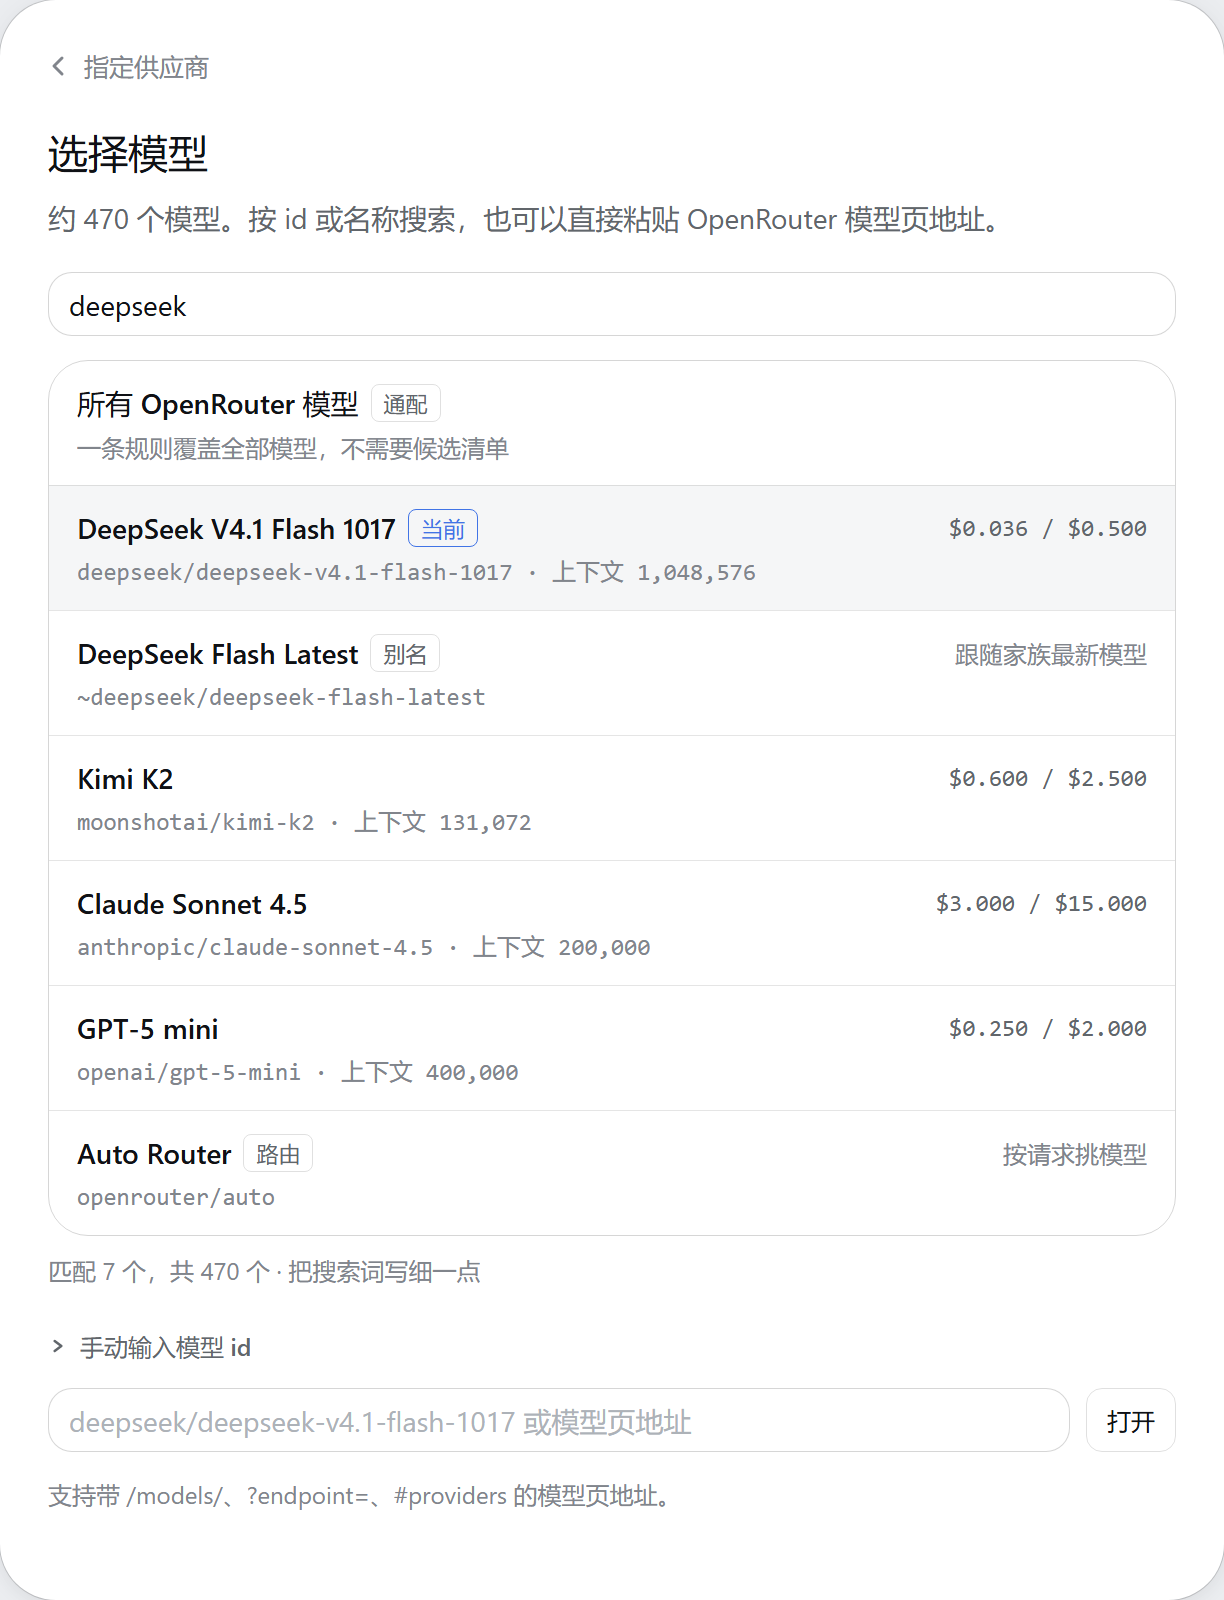 指定供应商
选择模型
约 470 个模型。按 id 或名称搜索，也可以直接粘贴 OpenRouter 模型页地址。
deepseek
所有 OpenRouter 模型 通配
一条规则覆盖全部模型，不需要候选清单
DeepSeek V4.1 Flash 1017 当前 $0.036 / $0.500
deepseek/deepseek-v4.1-flash-1017 · 上下文 1,048,576
DeepSeek Flash Latest 别名 跟随家族最新模型
~deepseek/deepseek-flash-latest
Kimi K2 $0.600 / $2.500
moonshotai/kimi-k2 · 上下文 131,072
Claude Sonnet 4.5 $3.000 / $15.000
anthropic/claude-sonnet-4.5 · 上下文 200,000
GPT-5 mini $0.250 / $2.000
openai/gpt-5-mini · 上下文 400,000
Auto Router 路由 按请求挑模型
openrouter/auto
匹配 7 个，共 470 个 · 把搜索词写细一点
手动输入模型 id
deepseek/deepseek-v4.1-flash-1017 或模型页地址 打开
支持带 /models/、?endpoint=、#providers 的模型页地址。